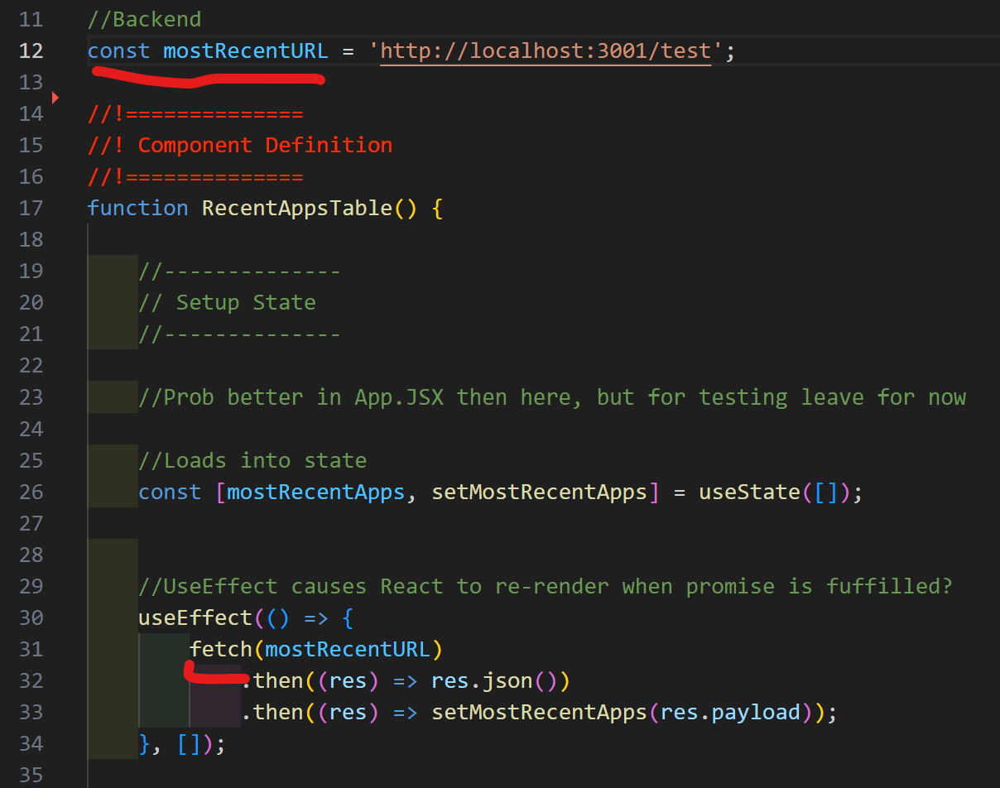 11 //Backend
12 const mostRecentURL = 'http://localhost:3001/test';
13
14 //!==============
15 //! Component Definition
16 //!==============
17 function RecentAppsTable() {
18
19 //--------------
20 // Setup State
21 //--------------
22
23 //Prob better in App.JSX then here, but for testing leave for now
24
25 //Loads into state
26 const [mostRecentApps, setMostRecentApps] = useState([]);
27
28
29 //UseEffect causes React to re-render when promise is fuffilled?
30 useEffect(() => {
31 fetch(mostRecentURL)
32 .then((res) => res.json())
33 .then((res) => setMostRecentApps(res.payload));
34 }, []);
35